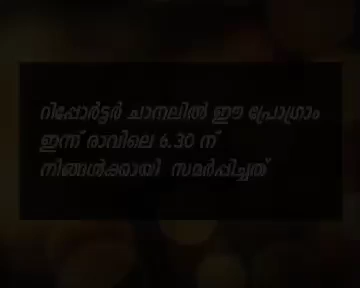 റിപ്പോർട്ടർ ചാനലിൽ ഈ പ്രോഗ്രാം
ഇന്ന് രാവിലെ 6.30 ന്
നിങ്ങൾക്കായി സമർപ്പിച്ചത്